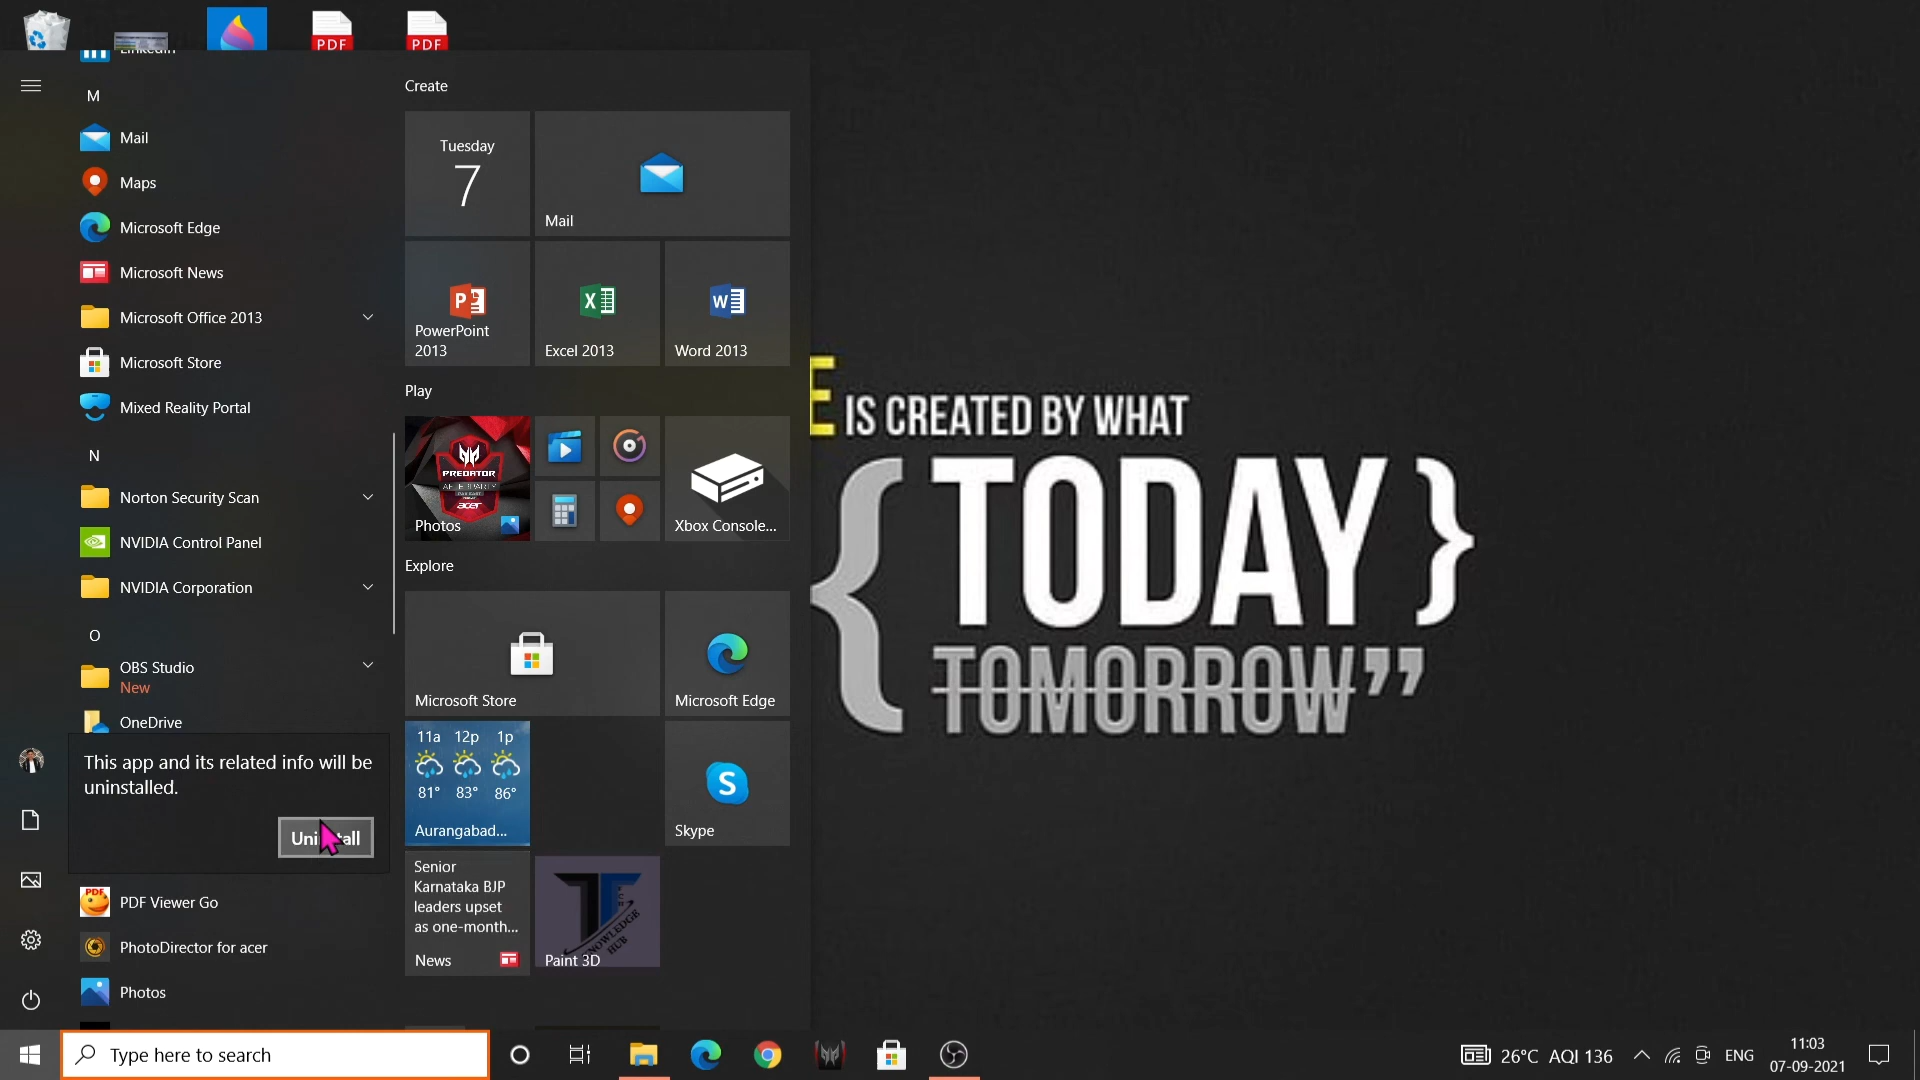 PDF
PDF
LinkedIn
M
Mail
Maps
Microsoft Edge
Microsoft News
Microsoft Office 2013
Microsoft Store
Mixed Reality Portal
N
Norton Security Scan
NVIDIA Control Panel
NVIDIA Corporation
O
OBS Studio
New
OneDrive
This app and its related info will be
uninstalled.
PDF
PDF Viewer Go
PhotoDirector for acer
Photos
Create
Tuesday
7
Mail
PowerPoint
2013
Excel 2013
Word 2013
Play
PREDATOR
acer
Photos
Xbox Console...
Explore
Microsoft Store
Microsoft Edge
11a 12p 1p
81° 83° 86°
Aurangabad...
Skype
Senior
Karnataka BJP
leaders upset
as one-month...
News
KNOWLEDGE
HUB
Paint 3D
E IS CREATED BY WHAT
{ TODAY }
TOMORROW”
Type here to search
26°C AQI 136
ENG
11:03
07-09-2021